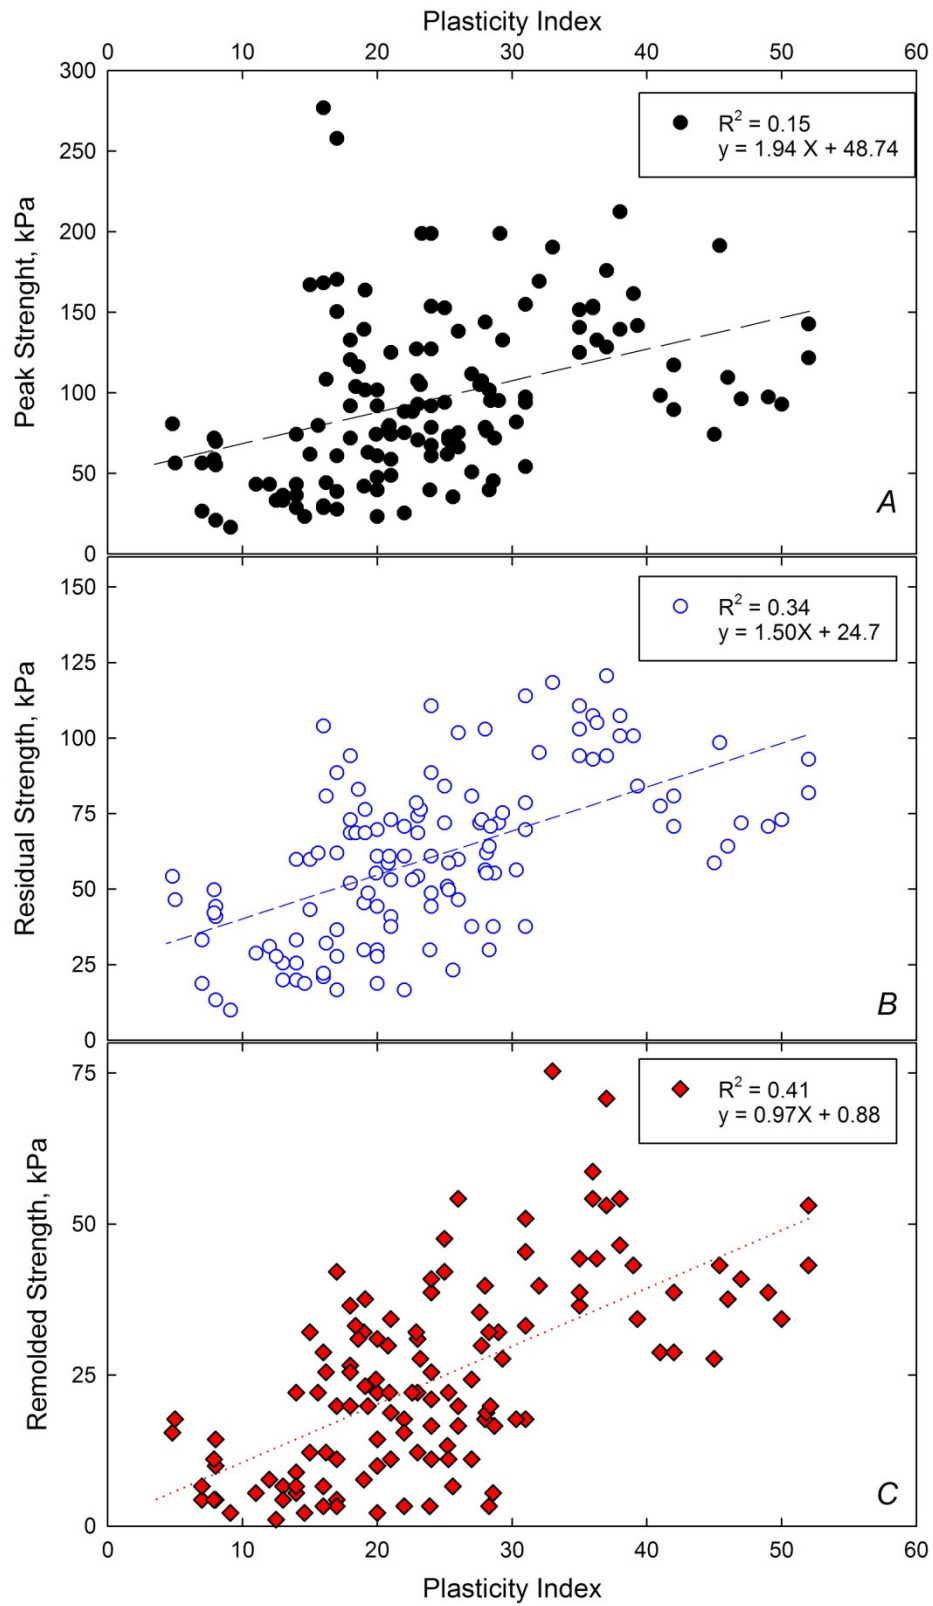 Plasticity Index
0 10 20 30 40 50 60
300
R² = 0.15
y = 1.94 X + 48.74
250
200
150
100
50
0
Peak Strenght, kPa
A
150
R² = 0.34
y = 1.50X + 24.7
125
100
75
50
25
0
Residual Strength, kPa
B
75
R² = 0.41
y = 0.97X + 0.88
50
25
0
Remolded Strength, kPa
C
0 10 20 30 40 50 60
Plasticity Index